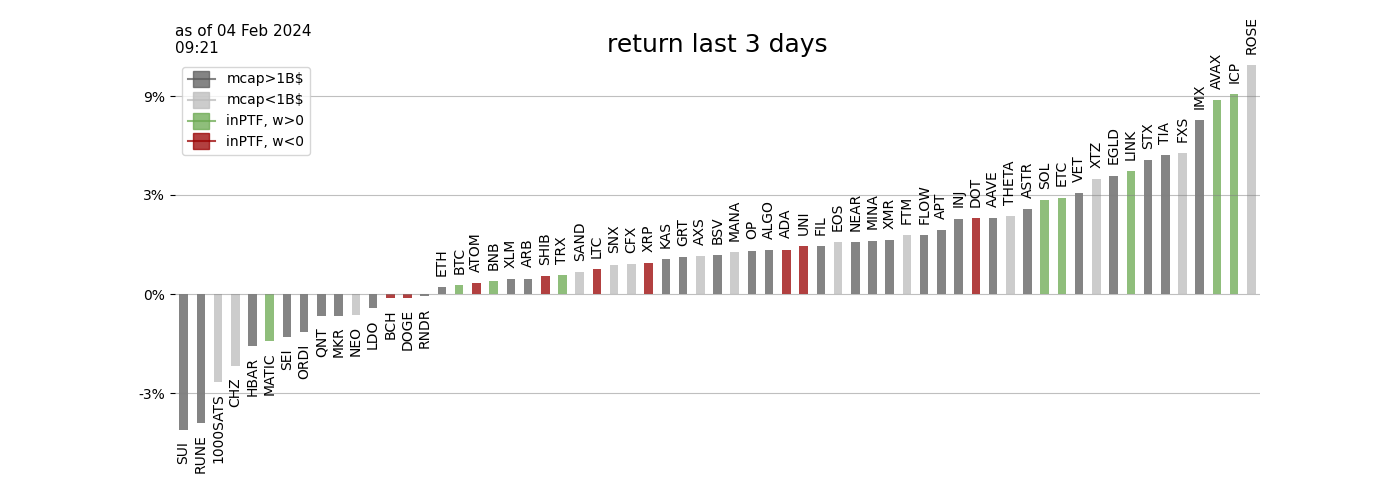 as of 04 Feb 2024
09:21
return last 3 days
mcap>1B$
mcap<1B$
inPTF, w>0
inPTF, w<0
9%
3%
0%
-3%
SUI
RUNE
1000SATS
CHZ
HBAR
MATIC
SEI
ORDI
QNT
MKR
NEO
LDO
BCH
DOGE
RNDR
ETH
BTC
ATOM
BNB
XLM
ARB
SHIB
TRX
SAND
LTC
SNX
CFX
XRP
KAS
GRT
AXS
BSV
MANA
OP
ALGO
ADA
UNI
FIL
EOS
NEAR
MINA
XMR
FTM
FLOW
APT
INJ
DOT
AAVE
THETA
ASTR
SOL
ETC
VET
XTZ
EGLD
LINK
STX
TIA
FXS
IMX
AVAX
ICP
ROSE